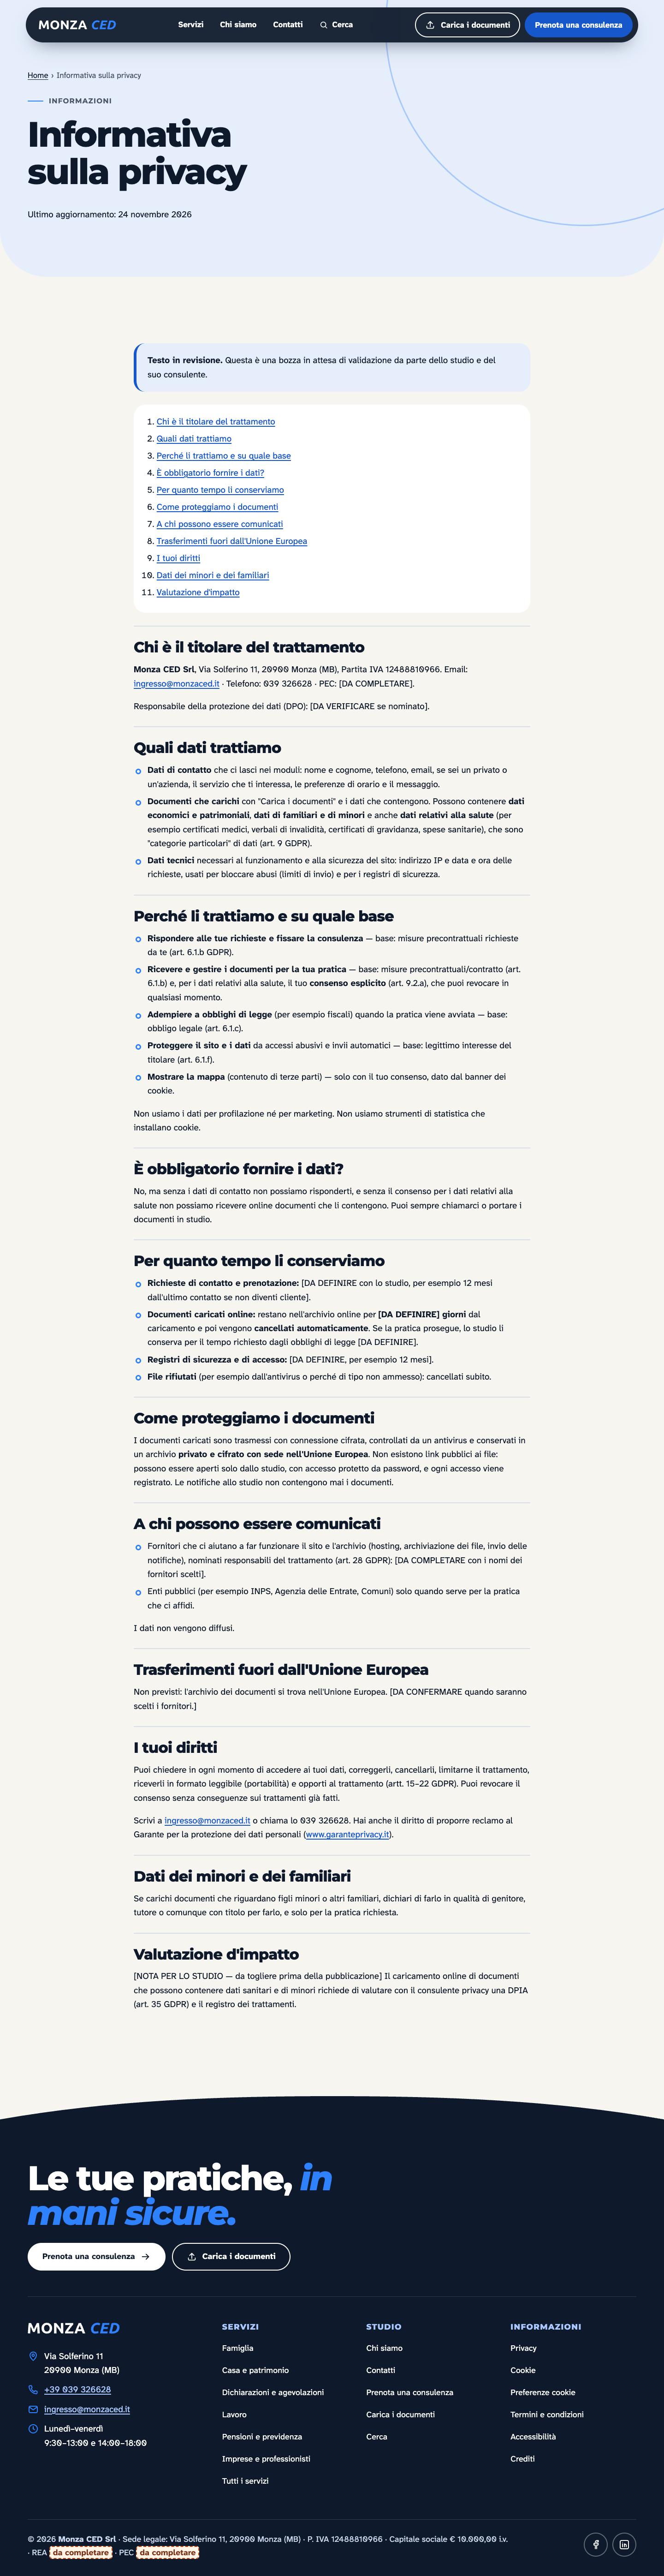 MONZA CED
Servizi
Chi siamo
Contatti
Cerca
Carica i documenti
Prenota una consulenza
Home › Informativa sulla privacy
INFORMAZIONI
Informativa
sulla privacy
Ultimo aggiornamento: 24 novembre 2026
Testo in revisione. Questa è una bozza in attesa di validazione da parte dello studio e del
suo consulente.
1. Chi è il titolare del trattamento
2. Quali dati trattiamo
3. Perché li trattiamo e su quale base
4. È obbligatorio fornire i dati?
5. Per quanto tempo li conserviamo
6. Come proteggiamo i documenti
7. A chi possono essere comunicati
8. Trasferimenti fuori dall'Unione Europea
9. I tuoi diritti
10. Dati dei minori e dei familiari
11. Valutazione d'impatto
Chi è il titolare del trattamento
Monza CED Srl, Via Solferino 11, 20900 Monza (MB), Partita IVA 12488810966. Email:
ingresso@monzaced.it · Telefono: 039 326628 · PEC: [DA COMPLETARE].
Responsabile della protezione dei dati (DPO): [DA VERIFICARE se nominato].
Quali dati trattiamo
Dati di contatto che ci lasci nei moduli: nome e cognome, telefono, email, se sei un privato o
un'azienda, il servizio che ti interessa, le preferenze di orario e il messaggio.
Documenti che carichi con "Carica i documenti" e i dati che contengono. Possono contenere dati
economici e patrimoniali, dati di familiari e di minori e anche dati relativi alla salute (per
esempio certificati medici, verbali di invalidità, certificati di gravidanza, spese sanitarie), che sono
"categorie particolari" di dati (art. 9 GDPR).
Dati tecnici necessari al funzionamento e alla sicurezza del sito: indirizzo IP e data e ora delle
richieste, usati per bloccare abusi (limiti di invio) e per i registri di sicurezza.
Perché li trattiamo e su quale base
Rispondere alle tue richieste e fissare la consulenza — base: misure precontrattuali richieste
da te (art. 6.1.b GDPR).
Ricevere e gestire i documenti per la tua pratica — base: misure precontrattuali/contratto (art.
6.1.b) e, per i dati relativi alla salute, il tuo consenso esplicito (art. 9.2.a), che puoi revocare in
qualsiasi momento.
Adempiere a obblighi di legge (per esempio fiscali) quando la pratica viene avviata — base:
obbligo legale (art. 6.1.c).
Proteggere il sito e i dati da accessi abusivi e invii automatici — base: legittimo interesse del
titolare (art. 6.1.f).
Mostrare la mappa (contenuto di terze parti) — solo con il tuo consenso, dato dal banner dei
cookie.
Non usiamo i dati per profilazione né per marketing. Non usiamo strumenti di statistica che
installano cookie.
È obbligatorio fornire i dati?
No, ma senza i dati di contatto non possiamo risponderti, e senza il consenso per i dati relativi alla
salute non possiamo ricevere online documenti che li contengono. Puoi sempre chiamarci o portare i
documenti in studio.
Per quanto tempo li conserviamo
Richieste di contatto e prenotazione: [DA DEFINIRE con lo studio, per esempio 12 mesi
dall'ultimo contatto se non diventi cliente].
Documenti caricati online: restano nell'archivio online per [DA DEFINIRE] giorni dal
caricamento e poi vengono cancellati automaticamente. Se la pratica prosegue, lo studio li
conserva per il tempo richiesto dagli obblighi di legge [DA DEFINIRE].
Registri di sicurezza e di accesso: [DA DEFINIRE, per esempio 12 mesi].
File rifiutati (per esempio dall'antivirus o perché di tipo non ammesso): cancellati subito.
Come proteggiamo i documenti
I documenti caricati sono trasmessi con connessione cifrata, controllati da un antivirus e conservati in
un archivio privato e cifrato con sede nell'Unione Europea. Non esistono link pubblici ai file:
possono essere aperti solo dallo studio, con accesso protetto da password, e ogni accesso viene
registrato. Le notifiche allo studio non contengono mai i documenti.
A chi possono essere comunicati
Fornitori che ci aiutano a far funzionare il sito e l'archivio (hosting, archiviazione dei file, invio delle
notifiche), nominati responsabili del trattamento (art. 28 GDPR): [DA COMPLETARE con i nomi dei
fornitori scelti].
Enti pubblici (per esempio INPS, Agenzia delle Entrate, Comuni) solo quando serve per la pratica
che ci affidi.
I dati non vengono diffusi.
Trasferimenti fuori dall'Unione Europea
Non previsti: l'archivio dei documenti si trova nell'Unione Europea. [DA CONFERMARE quando saranno
scelti i fornitori.]
I tuoi diritti
Puoi chiedere in ogni momento di accedere ai tuoi dati, correggerli, cancellarli, limitarne il trattamento,
riceverli in formato leggibile (portabilità) e opporti al trattamento (artt. 15–22 GDPR). Puoi revocare il
consenso senza conseguenze sui trattamenti già fatti.
Scrivi a ingresso@monzaced.it o chiama lo 039 326628. Hai anche il diritto di proporre reclamo al
Garante per la protezione dei dati personali (www.garanteprivacy.it).
Dati dei minori e dei familiari
Se carichi documenti che riguardano figli minori o altri familiari, dichiari di farlo in qualità di genitore,
tutore o comunque con titolo per farlo, e solo per la pratica richiesta.
Valutazione d'impatto
[NOTA PER LO STUDIO — da togliere prima della pubblicazione] Il caricamento online di documenti
che possono contenere dati sanitari e di minori richiede di valutare con il consulente privacy una DPIA
(art. 35 GDPR) e il registro dei trattamenti.
Le tue pratiche, in
mani sicure.
Prenota una consulenza
Carica i documenti
MONZA CED
Via Solferino 11
20900 Monza (MB)
+39 039 326628
ingresso@monzaced.it
Lunedì–venerdì
9:30–13:00 e 14:00–18:00
SERVIZI
Famiglia
Casa e patrimonio
Dichiarazioni e agevolazioni
Lavoro
Pensioni e previdenza
Imprese e professionisti
Tutti i servizi
STUDIO
Chi siamo
Contatti
Prenota una consulenza
Carica i documenti
Cerca
INFORMAZIONI
Privacy
Cookie
Preferenze cookie
Termini e condizioni
Accessibilità
Crediti
© 2026 Monza CED Srl · Sede legale: Via Solferino 11, 20900 Monza (MB) · P. IVA 12488810966 · Capitale sociale € 10.000,00 i.v.
· REA da completare · PEC da completare